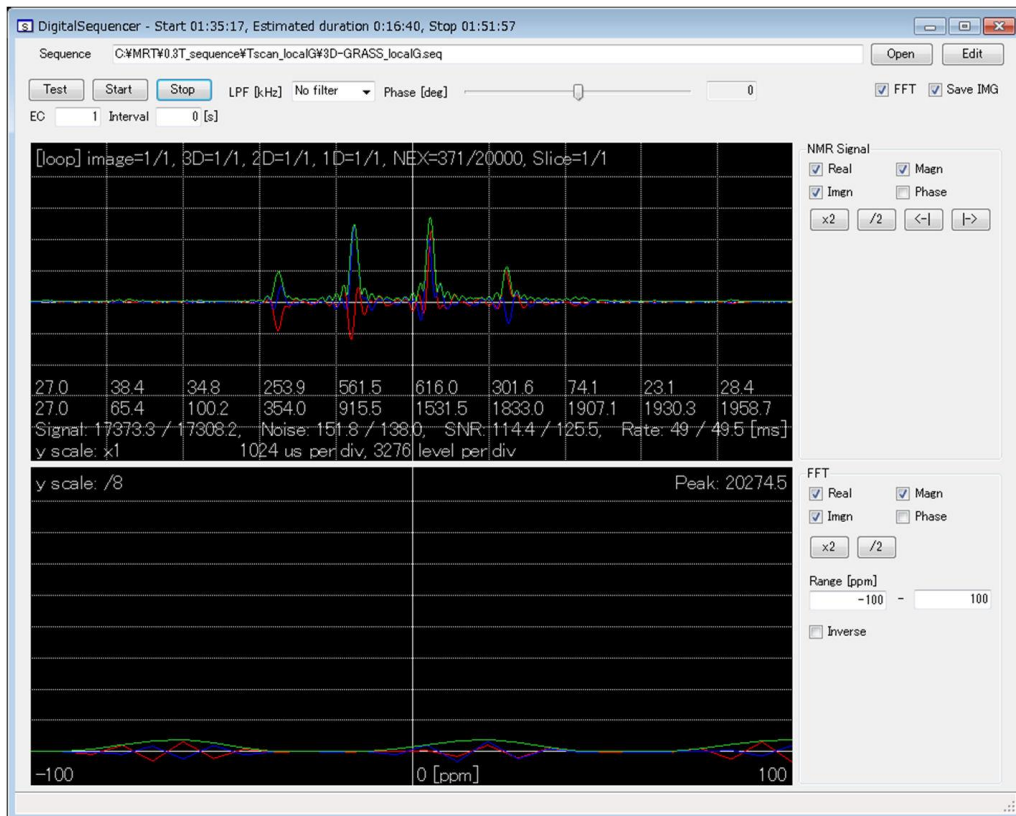 DigitalSequencer - Start 01:35:17, Estimated duration 0:16:40, Stop 01:51:57
Sequence C:¥MRT¥0.3T_sequence¥Tscan_localG¥3D-GRASS_localG.seq Open Edit
Test Start Stop LPF [kHz] No filter Phase [deg] 0 FFT Save IMG
EC 1 Interval 0 [s]
[loop] image=1/1, 3D=1/1, 2D=1/1, 1D=1/1, NEX=371/20000, Slice=1/1
27.0 38.4 34.8 253.9 561.5 616.0 301.6 74.1 23.1 28.4
27.0 65.4 100.2 354.0 915.5 1531.5 1833.0 1907.1 1930.3 1958.7
Signal: 17373.3 / 17308.2, Noise: 151.8 / 138.0, SNR: 114.4 / 125.5, Rate: 49 / 49.5 [ms]
y scale: x1 1024 us per div, 3276 level per div
NMR Signal
Real Magn
Imgn Phase
x2 /2 <-| |->
y scale: /8 Peak: 20274.5
-100 0 [ppm] 100
FFT
Real Magn
Imgn Phase
x2 /2
Range [ppm]
-100 - 100
Inverse